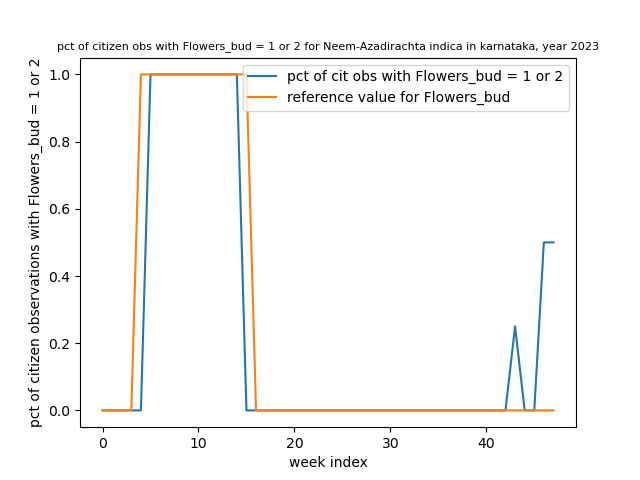 pct of citizen obs with Flowers_bud = 1 or 2 for Neem-Azadirachta indica in karnataka, year 2023
pct of cit obs with Flowers_bud = 1 or 2
reference value for Flowers_bud
pct of citizen observations with Flowers_bud = 1 or 2
1.0
0.8
0.6
0.4
0.2
0.0
0 10 20 30 40
week index